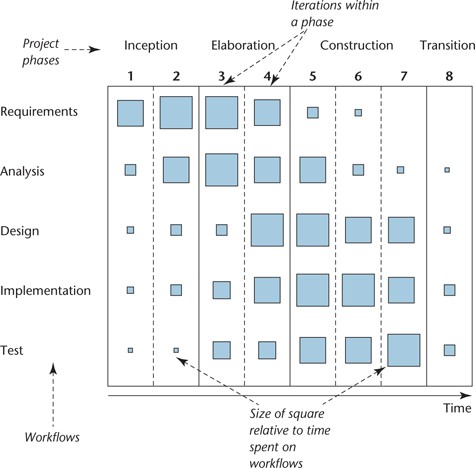 Iterations within
a phase
Project
phases
Inception
Elaboration
Construction
Transition
1 2 3 4 5 6 7 8
Requirements
Analysis
Design
Implementation
Test
Time
Workflows
Size of square
relative to time
spent on
workflows